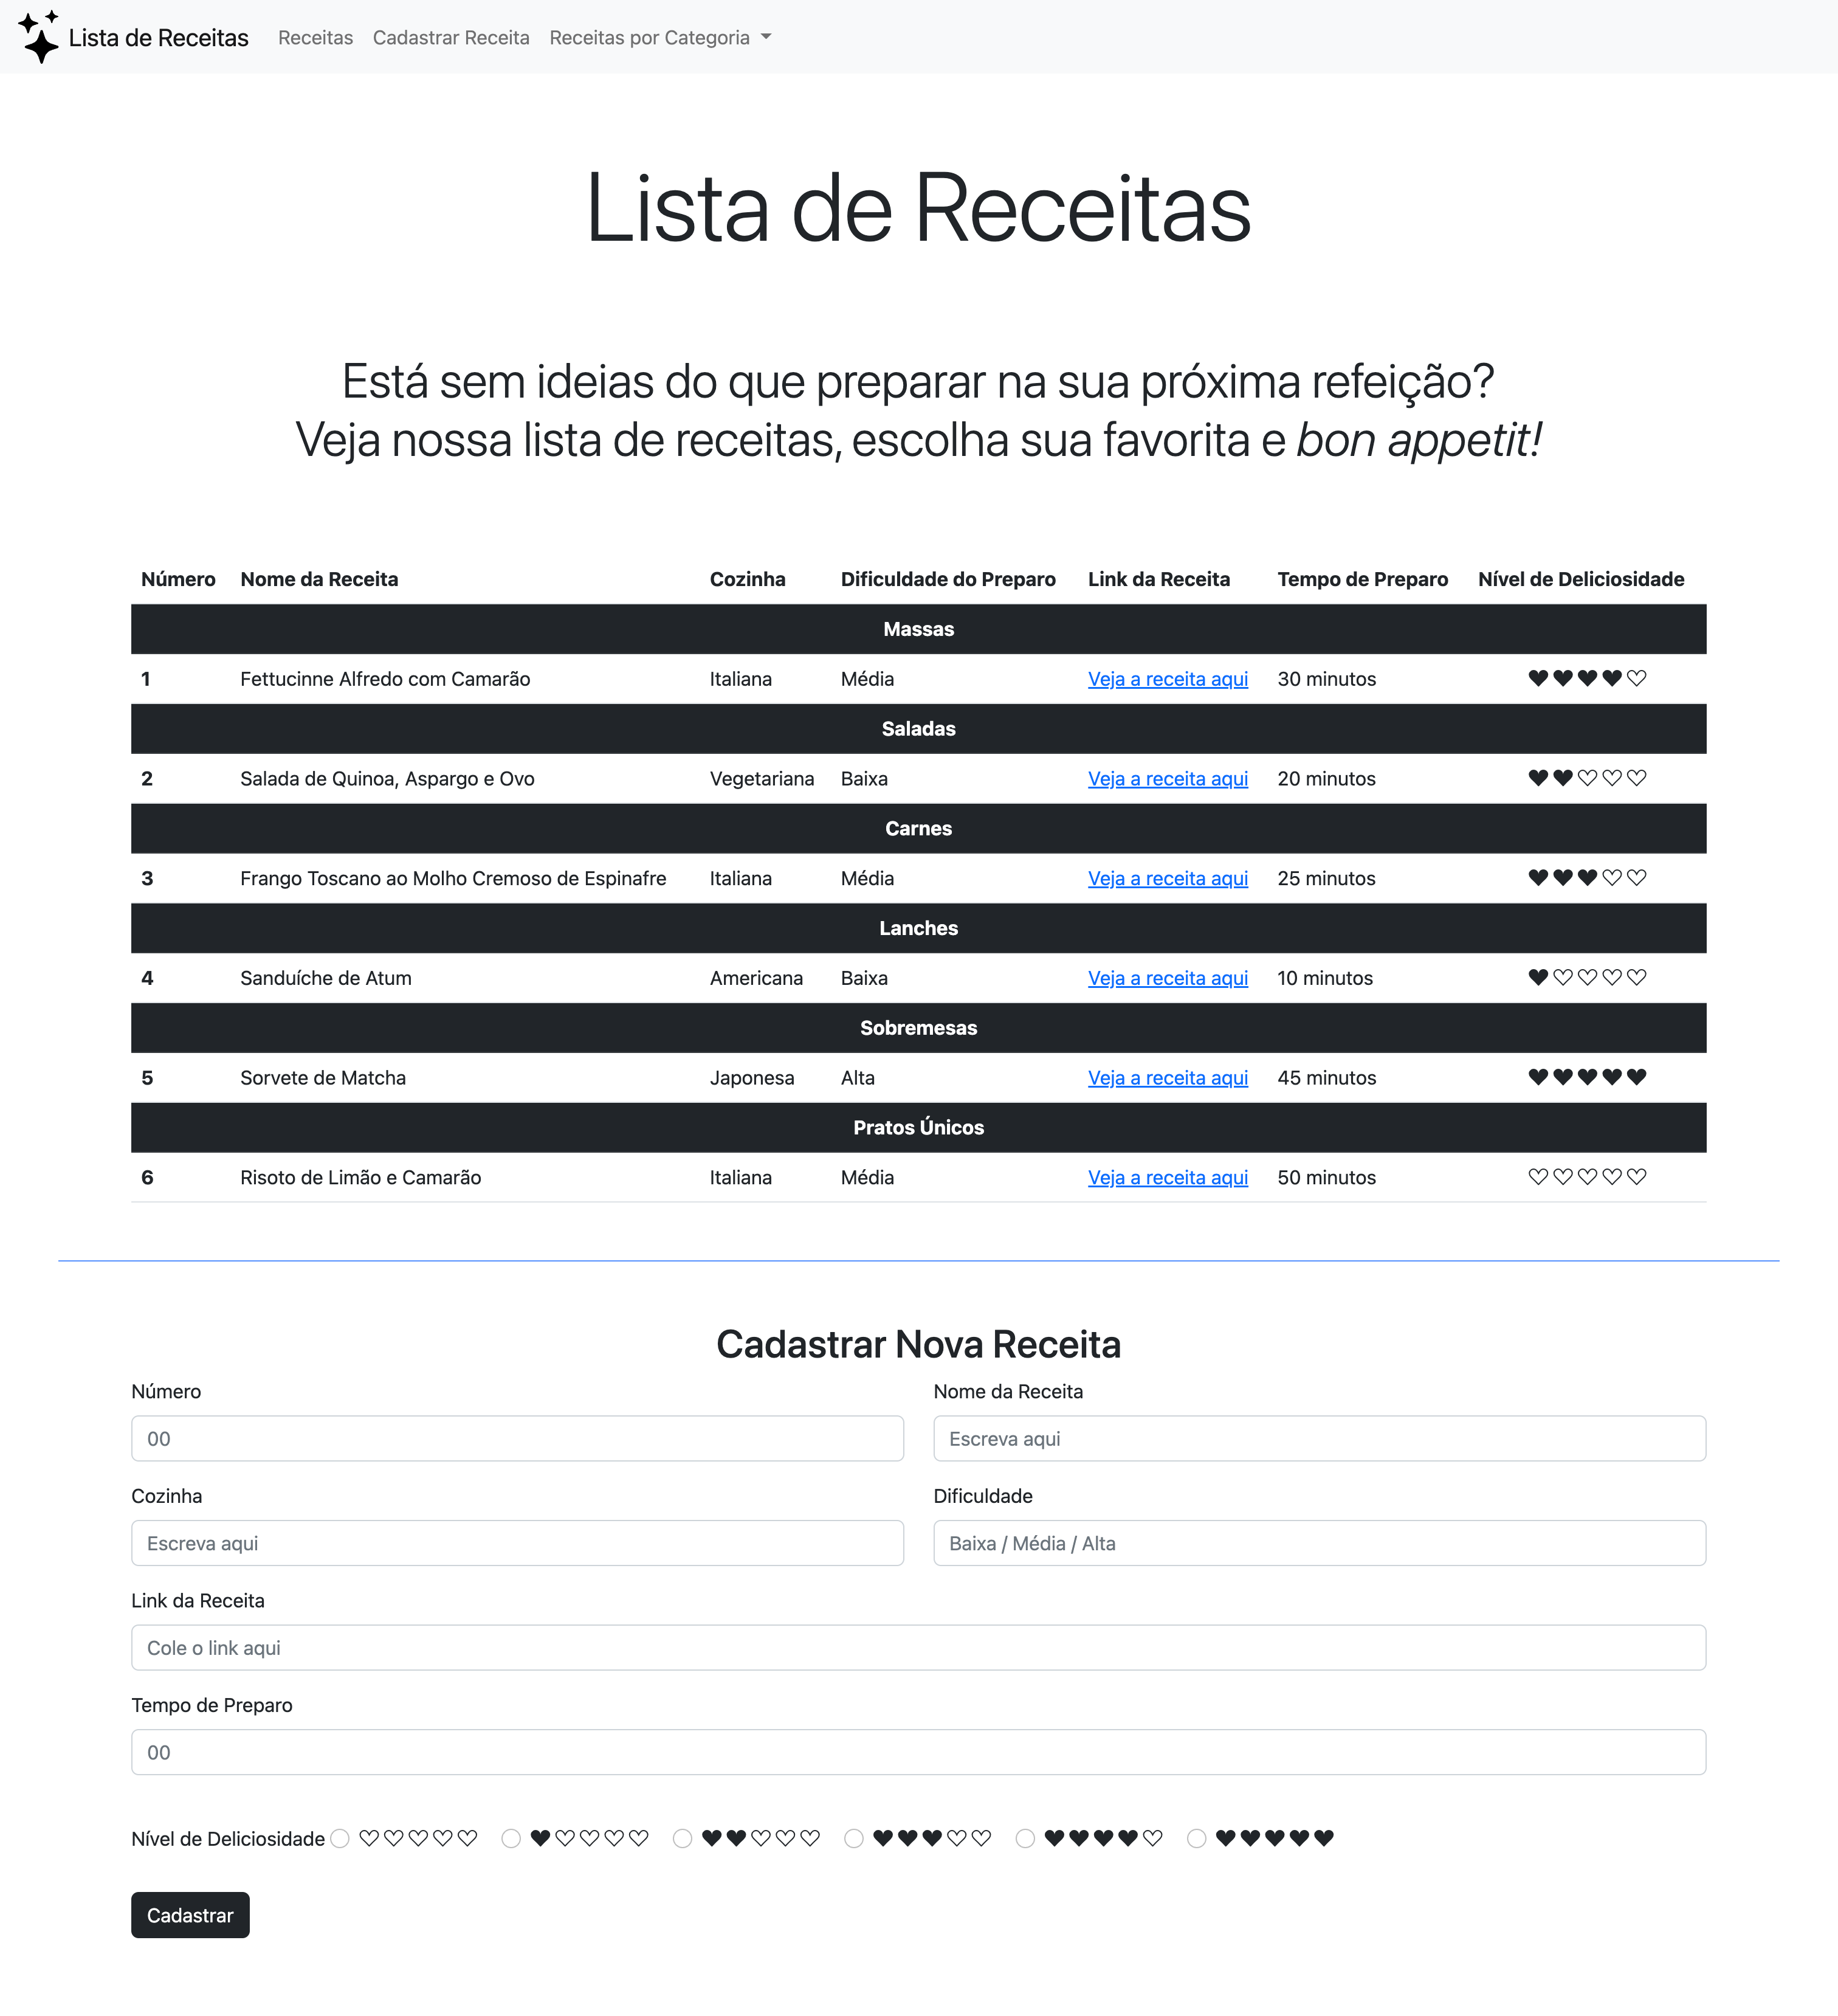 Lista de Receitas Receitas Cadastrar Receita Receitas por Categoria
Lista de Receitas
Está sem ideias do que preparar na sua próxima refeição?
Veja nossa lista de receitas, escolha sua favorita e bon appetit!
Número Nome da Receita Cozinha Dificuldade do Preparo Link da Receita Tempo de Preparo Nível de Deliciosidade
Massas
1 Fettucinne Alfredo com Camarão Italiana Média Veja a receita aqui 30 minutos ♥♥♥♥♡
Saladas
2 Salada de Quinoa, Aspargo e Ovo Vegetariana Baixa Veja a receita aqui 20 minutos ♥♥♡♡♡
Carnes
3 Frango Toscano ao Molho Cremoso de Espinafre Italiana Média Veja a receita aqui 25 minutos ♥♥♥♡♡
Lanches
4 Sanduíche de Atum Americana Baixa Veja a receita aqui 10 minutos ♥♡♡♡♡
Sobremesas
5 Sorvete de Matcha Japonesa Alta Veja a receita aqui 45 minutos ♥♥♥♥♥
Pratos Únicos
6 Risoto de Limão e Camarão Italiana Média Veja a receita aqui 50 minutos ♡♡♡♡♡
Cadastrar Nova Receita
Número Nome da Receita
00 Escreva aqui
Cozinha Dificuldade
Escreva aqui Baixa / Média / Alta
Link da Receita
Cole o link aqui
Tempo de Preparo
00
Nível de Deliciosidade ♡♡♡♡♡ ♥♡♡♡♡ ♥♥♡♡♡ ♥♥♥♡♡ ♥♥♥♥♡ ♥♥♥♥♥
Cadastrar